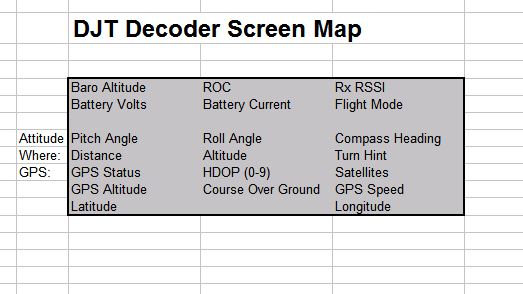 DJT Decoder Screen Map
Baro Altitude ROC Rx RSSI
Battery Volts Battery Current Flight Mode
Attitude Pitch Angle Roll Angle Compass Heading
Where: Distance Altitude Turn Hint
GPS: GPS Status HDOP (0-9) Satellites
GPS Altitude Course Over Ground GPS Speed
Latitude Longitude